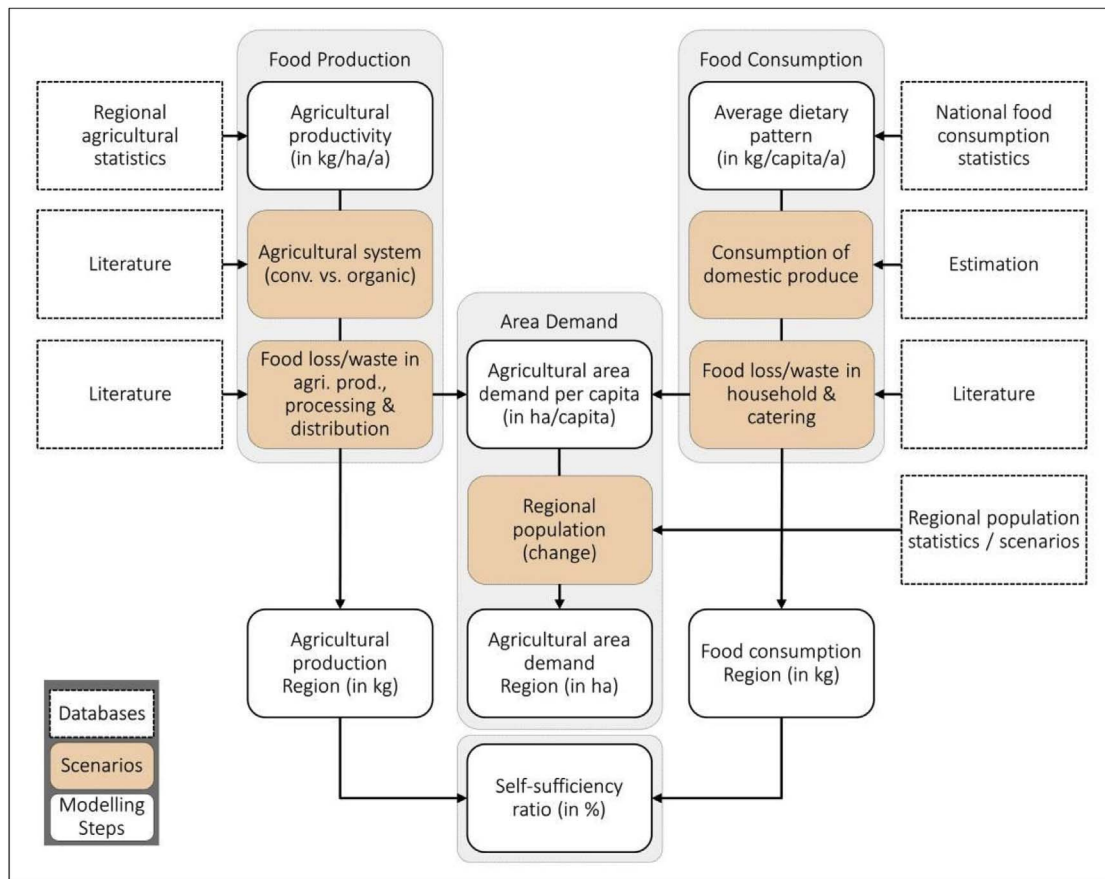 Food Production
Food Consumption
Regional
agricultural
statistics
Agricultural
productivity
(in kg/ha/a)
Average dietary
pattern
(in kg/capita/a)
National food
consumption
statistics
Literature
Agricultural system
(conv. vs. organic)
Consumption of
domestic produce
Estimation
Area Demand
Literature
Food loss/waste in
agri. prod.,
processing &
distribution
Agricultural area
demand per capita
(in ha/capita)
Food loss/waste in
household &
catering
Literature
Regional
population
(change)
Regional population
statistics / scenarios
Agricultural
production
Region (in kg)
Agricultural area
demand
Region (in ha)
Food consumption
Region (in kg)
Databases
Scenarios
Modelling
Steps
Self-sufficiency
ratio (in %)